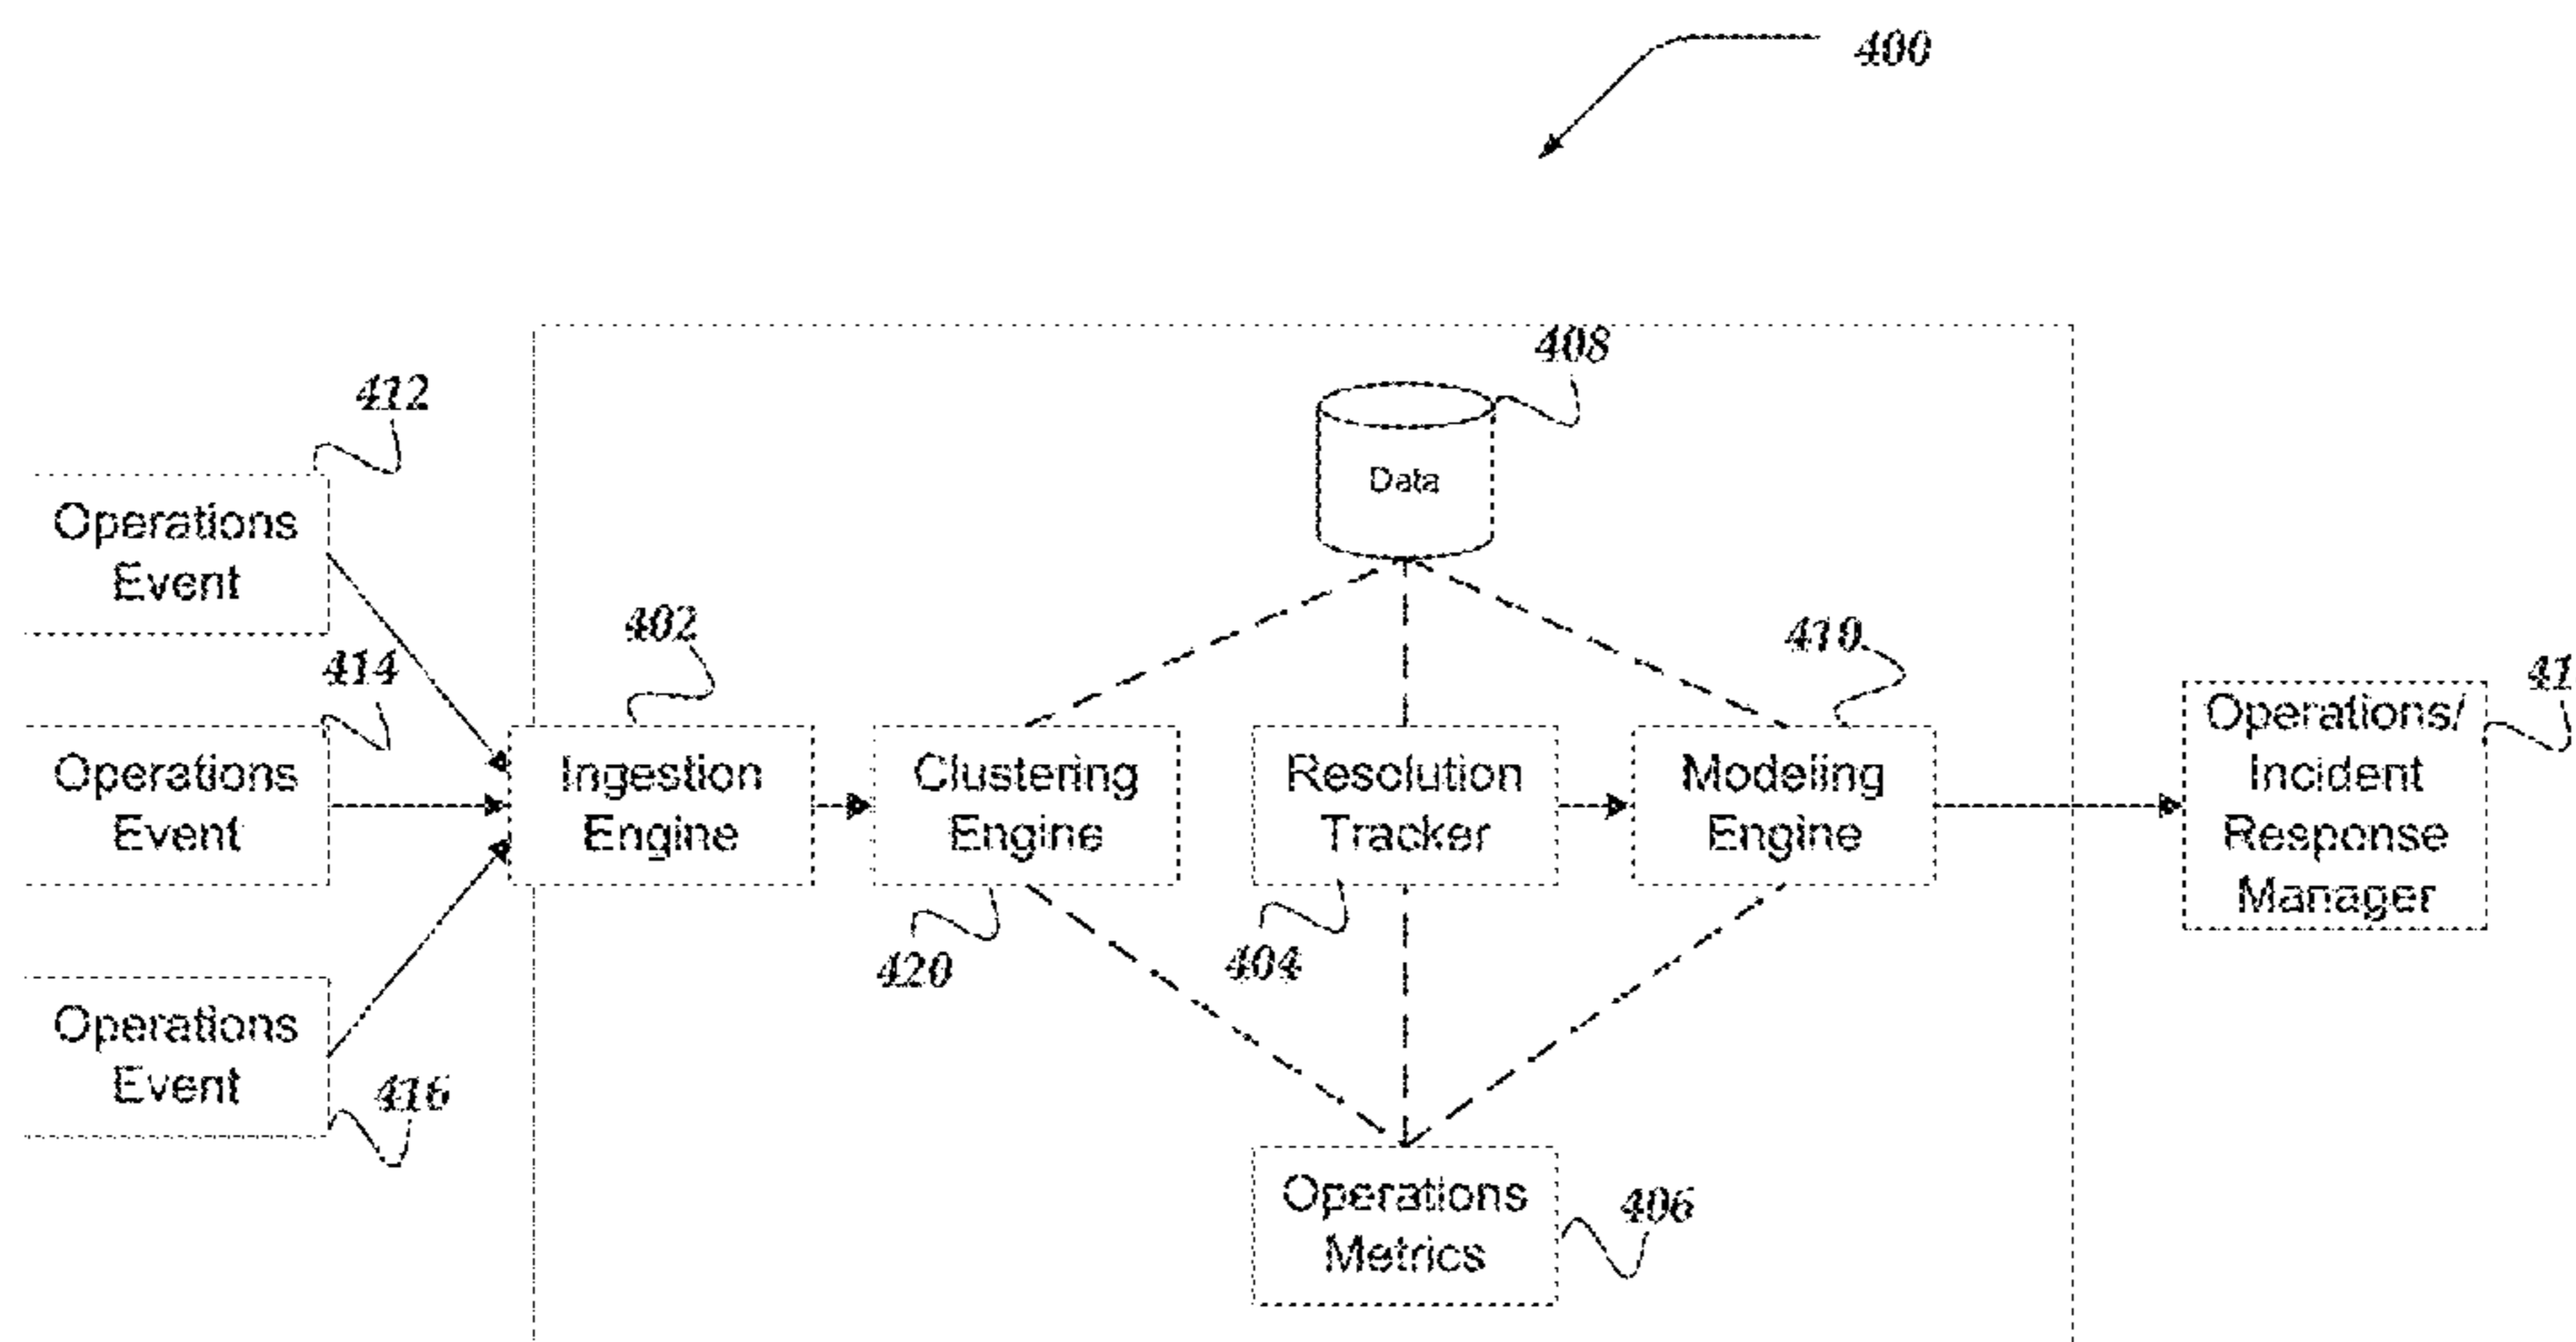 400
408
Data
412
Operations
Event
414
Operations
Event
416
Operations
Event
402
Ingestion
Engine
Clustering
Engine
420
Resolution
Tracker
404
410
Modeling
Engine
Operations/
Incident
Response
Manager
41
Operations
Metrics
406